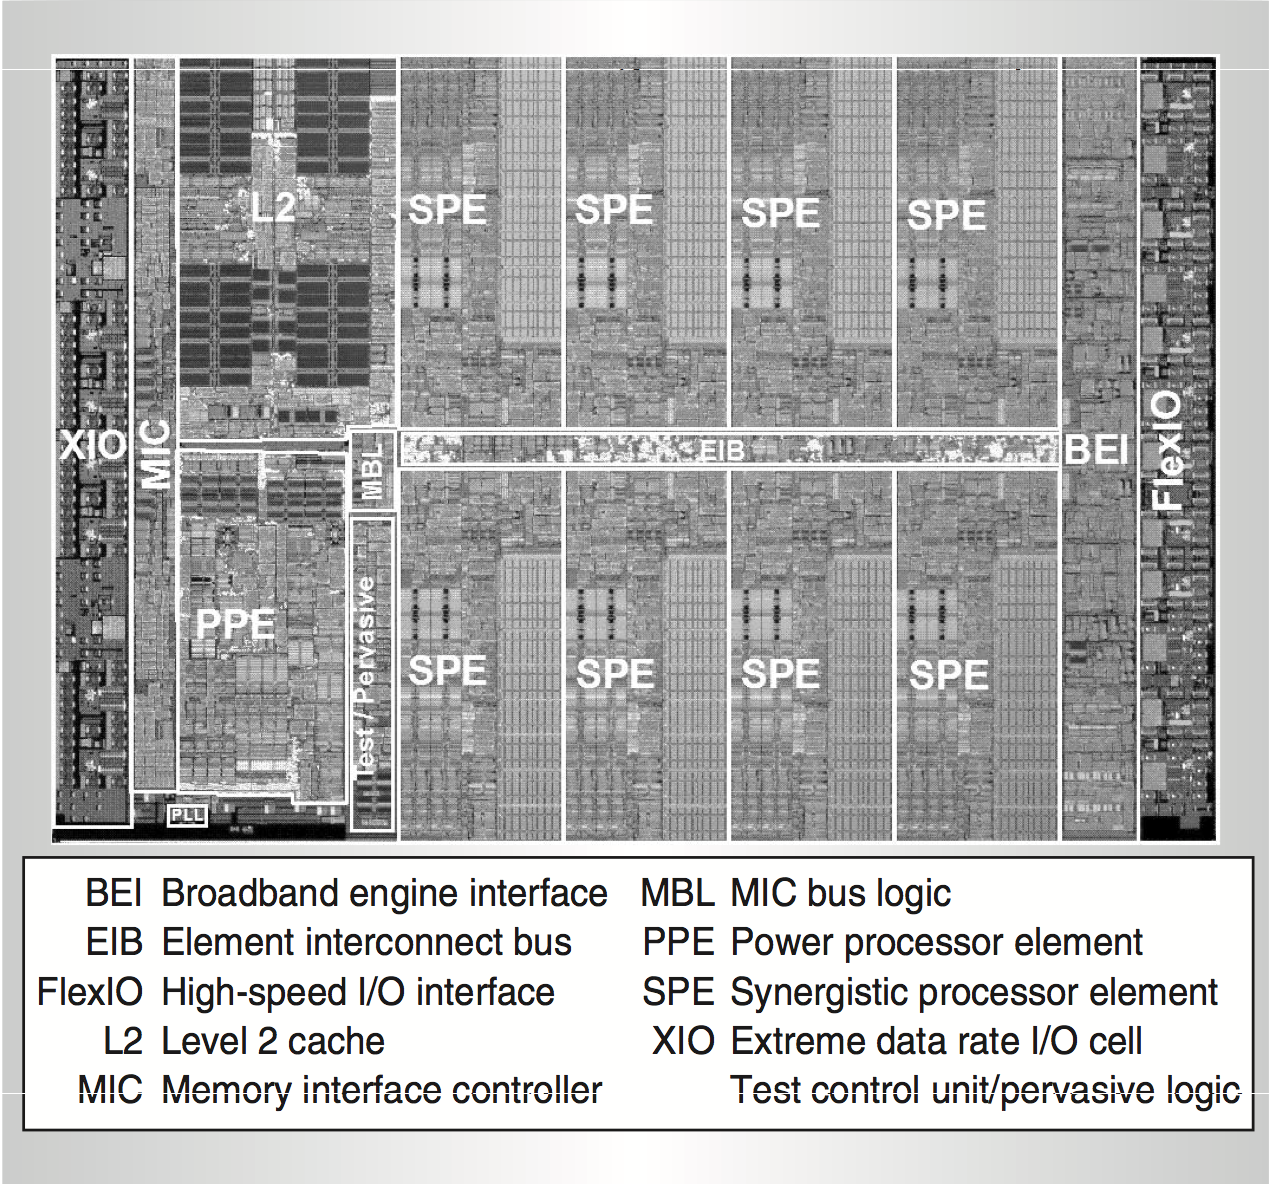 L2
SPE
SPE
SPE
SPE
XIO
MIC
MBL
EIB
BEI
FlexIO
PPE
Test / Pervasive
SPE
SPE
SPE
SPE
PLL
BEI Broadband engine interface
EIB Element interconnect bus
FlexIO High-speed I/O interface
L2 Level 2 cache
MIC Memory interface controller
MBL MIC bus logic
PPE Power processor element
SPE Synergistic processor element
XIO Extreme data rate I/O cell
Test control unit/pervasive logic